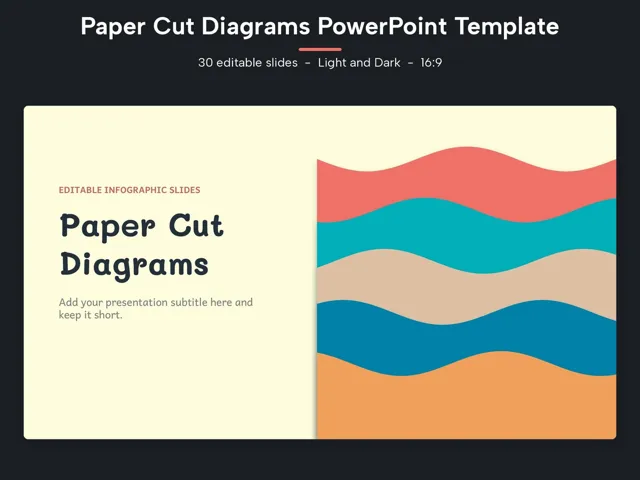 Paper Cut Diagrams PowerPoint Template
30 editable slides – Light and Dark – 16:9
EDITABLE INFOGRAPHIC SLIDES
Paper Cut
Diagrams
Add your presentation subtitle here and
keep it short.